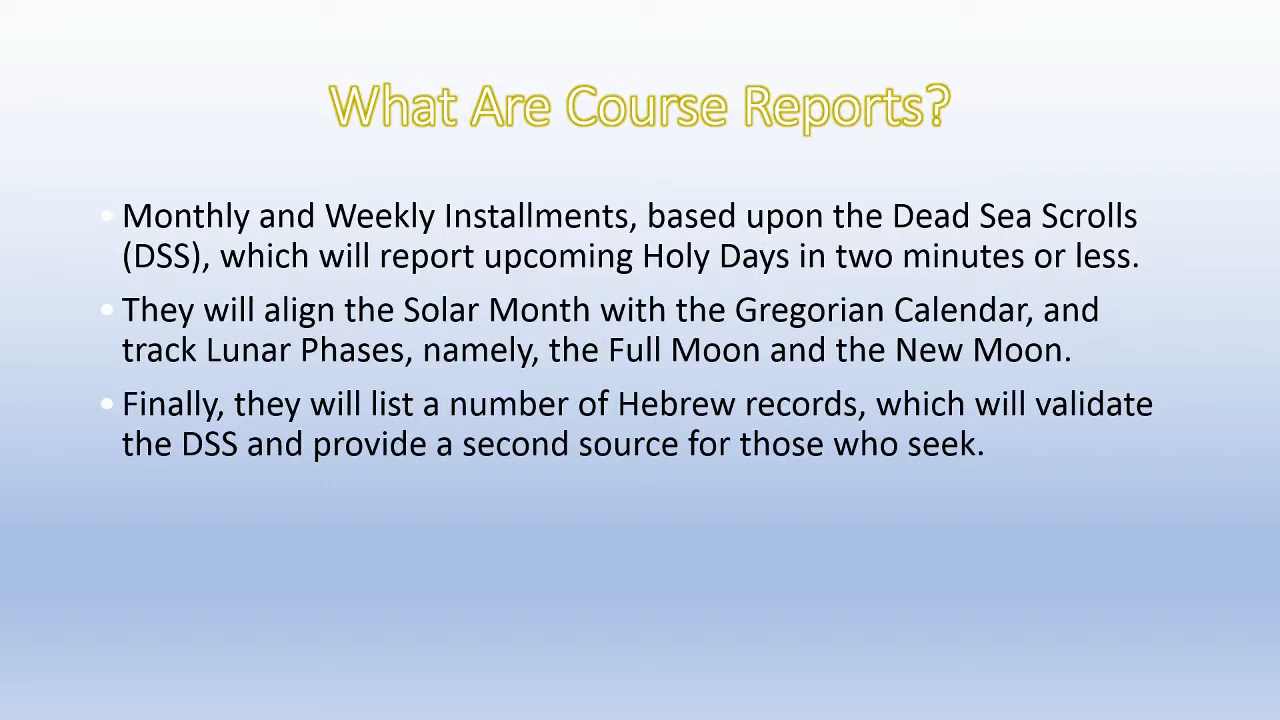 What Are Course Reports?
• Monthly and Weekly Installments, based upon the Dead Sea Scrolls
(DSS), which will report upcoming Holy Days in two minutes or less.
• They will align the Solar Month with the Gregorian Calendar, and
track Lunar Phases, namely, the Full Moon and the New Moon.
• Finally, they will list a number of Hebrew records, which will validate
the DSS and provide a second source for those who seek.